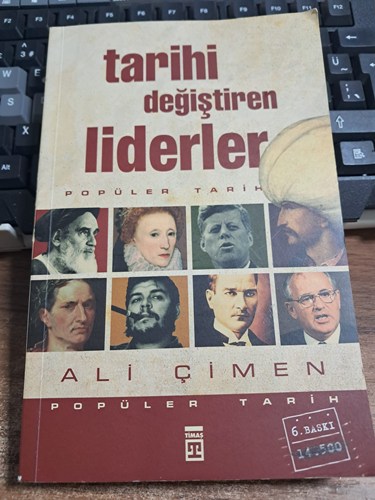 tarihi
değiştiren
liderler
POPÜLER TARİH
ALİ ÇİMEN
POPÜLER TARİH
TİMAŞ
6. BASKI
14.500